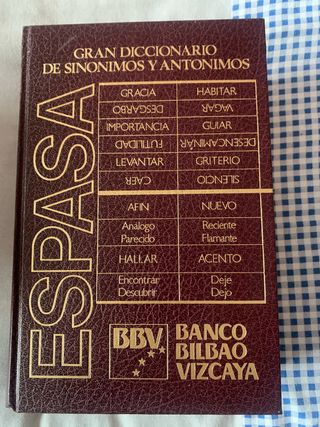 GRAN DICCIONARIO
DE SINONIMOS Y ANTONIMOS
ESPASA
GRACIA HABITAR
DESGARBO VAGAR
IMPORTANCIA GUIAR
FUTILIDAD DESENCAMINAR
LEVANTAR GRITERIO
CAER SILENCIO
AFIN NUEVO
Análogo Reciente
Parecido Flamante
HALLAR ACENTO
Encontrar Deje
Descubrir Dejo
BBV BANCO
BILBAO
VIZCAYA